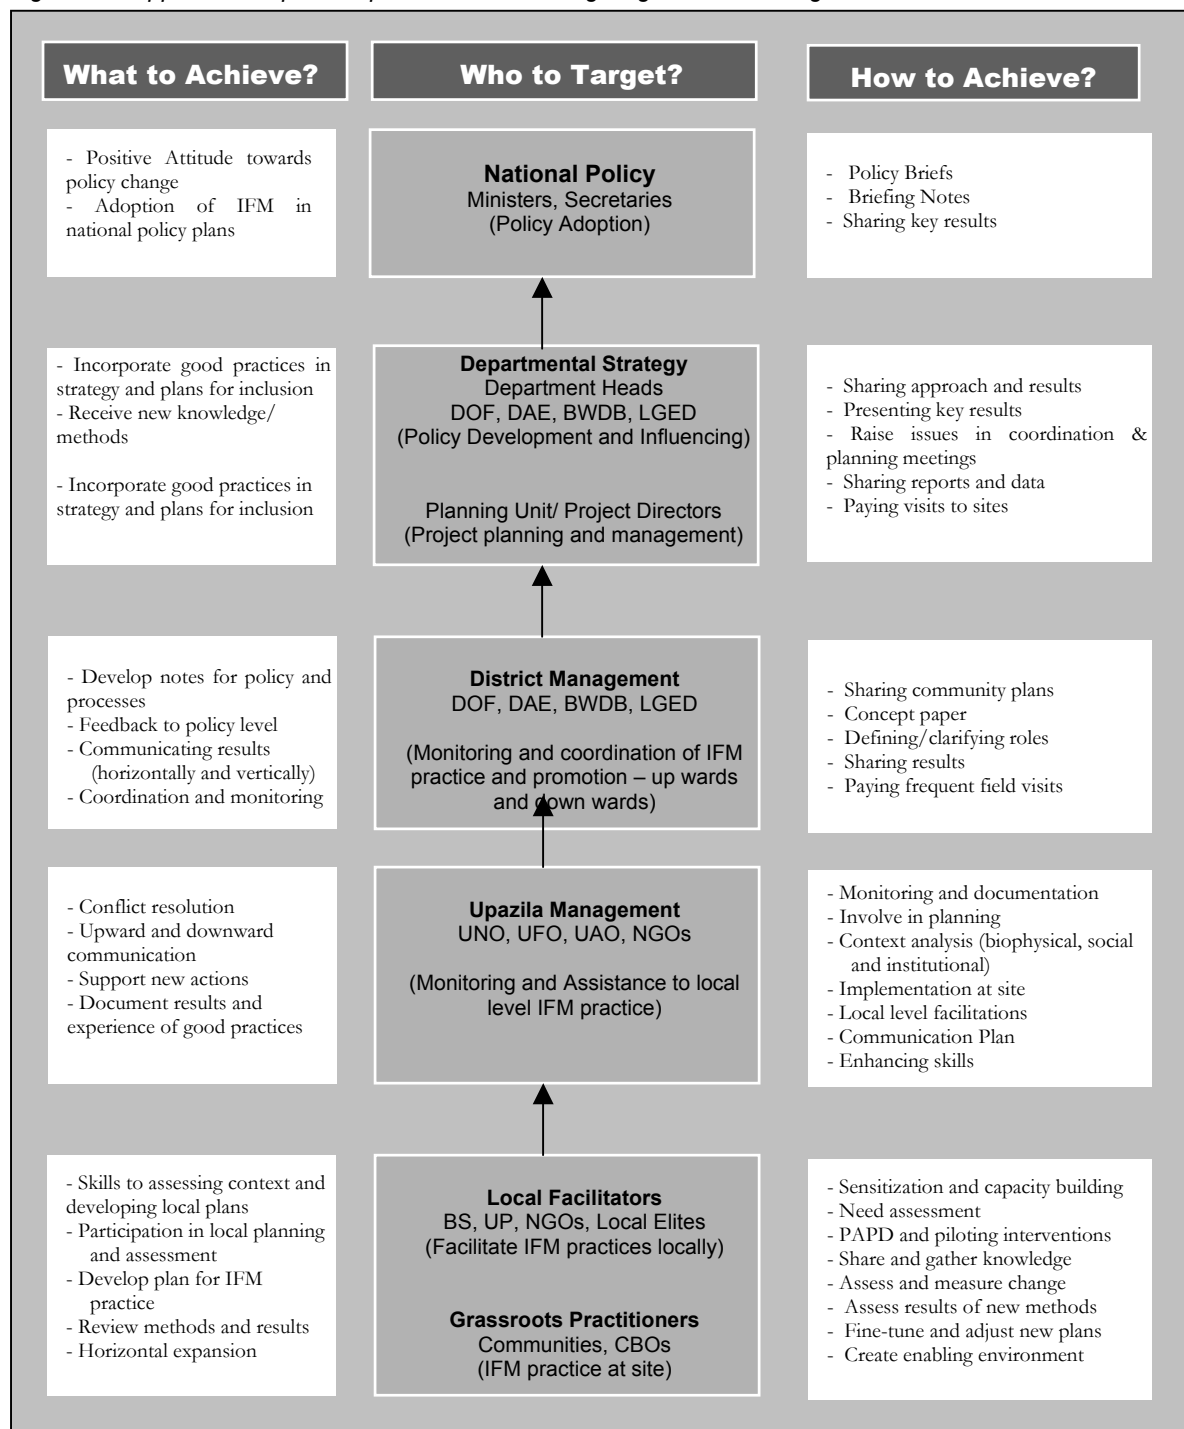 What to Achieve?
Who to Target?
How to Achieve?
- Positive Attitude towards
policy change
- Adoption of IFM in
national policy plans
National Policy
Ministers, Secretaries
(Policy Adoption)
- Policy Briefs
- Briefing Notes
- Sharing key results
- Incorporate good practices in
strategy and plans for inclusion
- Receive new knowledge/
methods
- Incorporate good practices in
strategy and plans for inclusion
Departmental Strategy
Department Heads
DOF, DAE, BWDB, LGED
(Policy Development and Influencing)
Planning Unit/ Project Directors
(Project planning and management)
- Sharing approach and results
- Presenting key results
- Raise issues in coordination &
planning meetings
- Sharing reports and data
- Paying visits to sites
- Develop notes for policy and
processes
- Feedback to policy level
- Communicating results
(horizontally and vertically)
- Coordination and monitoring
District Management
DOF, DAE, BWDB, LGED
(Monitoring and coordination of IFM
practice and promotion – up wards
and down wards)
- Sharing community plans
- Concept paper
- Defining/clarifying roles
- Sharing results
- Paying frequent field visits
- Conflict resolution
- Upward and downward
communication
- Support new actions
- Document results and
experience of good practices
Upazila Management
UNO, UFO, UAO, NGOs
(Monitoring and Assistance to local
level IFM practice)
- Monitoring and documentation
- Involve in planning
- Context analysis (biophysical, social
and institutional)
- Implementation at site
- Local level facilitations
- Communication Plan
- Enhancing skills
- Skills to assessing context and
developing local plans
- Participation in local planning
and assessment
- Develop plan for IFM
practice
- Review methods and results
- Horizontal expansion
Local Facilitators
BS, UP, NGOs, Local Elites
(Facilitate IFM practices locally)
Grassroots Practitioners
Communities, CBOs
(IFM practice at site)
- Sensitization and capacity building
- Need assessment
- PAPD and piloting interventions
- Share and gather knowledge
- Assess and measure change
- Assess results of new methods
- Fine-tune and adjust new plans
- Create enabling environment